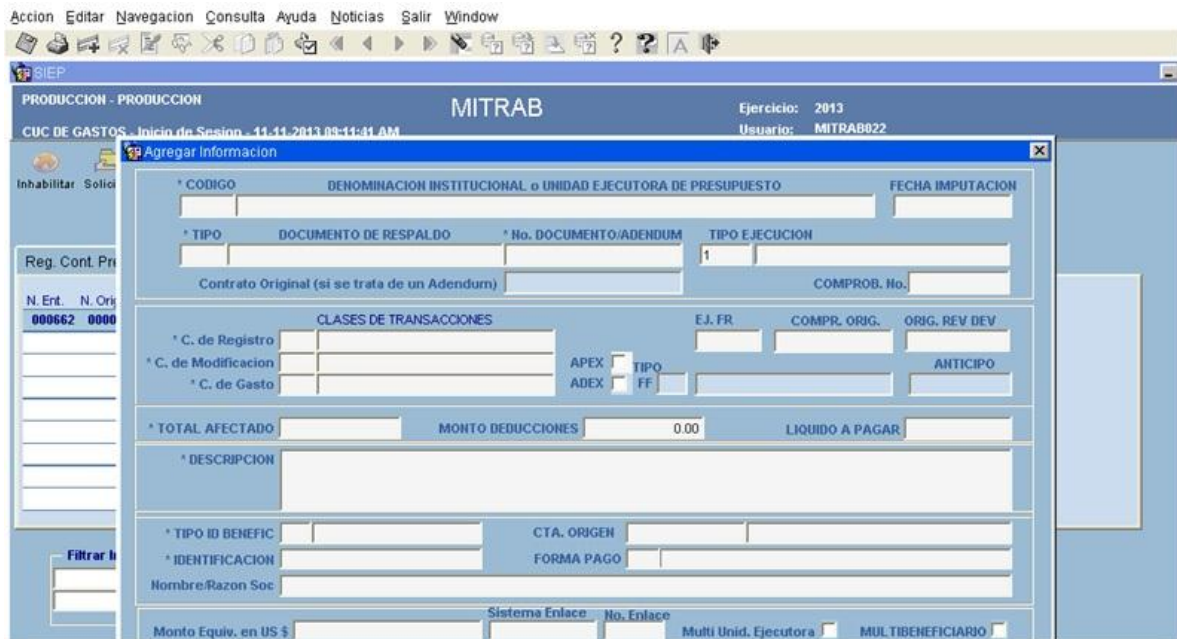 Accion Editar Navegacion Consulta Ayuda Noticias Salir Window
SIEP
PRODUCCION - PRODUCCION
MITRAB
Ejercicio: 2013
CUC DE GASTOS - Inicio de Sesion - 11-11-2013 09:11:41 AM
Usuario: MITRAB022
Agregar Informacion
Inhabilitar Solici
* CODIGO DENOMINACION INSTITUCIONAL o UNIDAD EJECUTORA DE PRESUPUESTO FECHA IMPUTACION
* TIPO DOCUMENTO DE RESPALDO * No. DOCUMENTO/ADENDUM TIPO EJECUCION
1
Reg. Cont. Pre
Contrato Original (si se trata de un Adendum) COMPROB. No.
N. Ent. N. Orig
000662 0000
CLASES DE TRANSACCIONES EJ. FR COMPR. ORIG. ORIG. REV DEV
* C. de Registro
* C. de Modificacion APEX TIPO ANTICIPO
* C. de Gasto ADEX FF
* TOTAL AFECTADO MONTO DEDUCCIONES 0.00 LIQUIDO A PAGAR
* DESCRIPCION
* TIPO ID BENEFIC CTA. ORIGEN
Filtrar I
* IDENTIFICACION FORMA PAGO
Nombre/Razon Soc
Sistema Enlace No. Enlace
Monto Equiv. en US $ Multi Unid. Ejecutora MULTIBENEFICIARIO